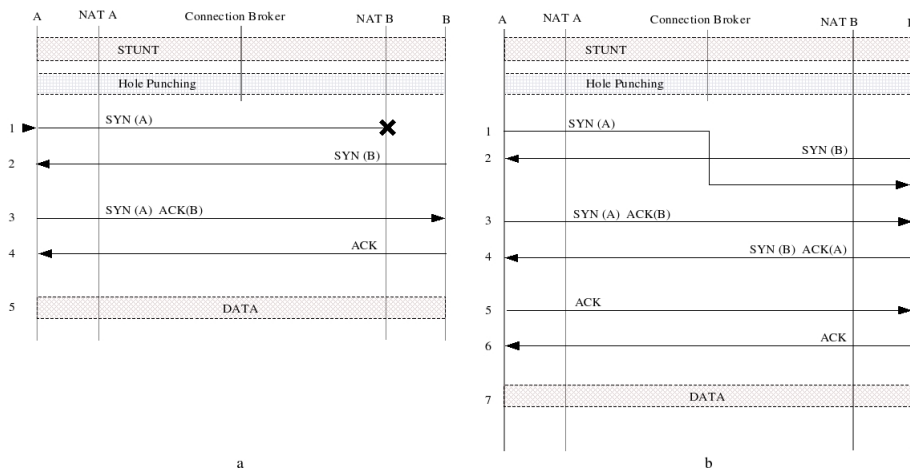 A NAT A Connection Broker NAT B B
STUNT
Hole Punching
1 SYN (A)
2 SYN (B)
3 SYN (A) ACK(B)
4 ACK
5 DATA
a
A NAT A Connection Broker NAT B
STUNT
Hole Punching
1 SYN (A)
2 SYN (B)
3 SYN (A) ACK(B)
4 SYN (B) ACK(A)
5 ACK
6 ACK
7 DATA
b